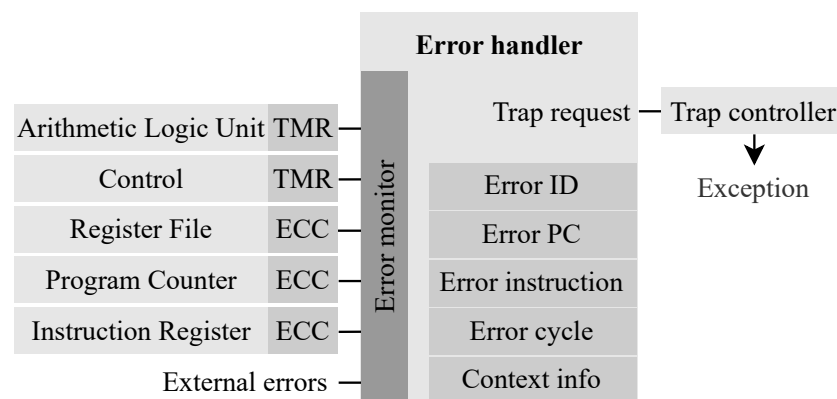 Error handler
Trap request
Trap controller
Exception
Arithmetic Logic Unit TMR
Control TMR
Register File ECC
Program Counter ECC
Instruction Register ECC
External errors
Error monitor
Error ID
Error PC
Error instruction
Error cycle
Context info